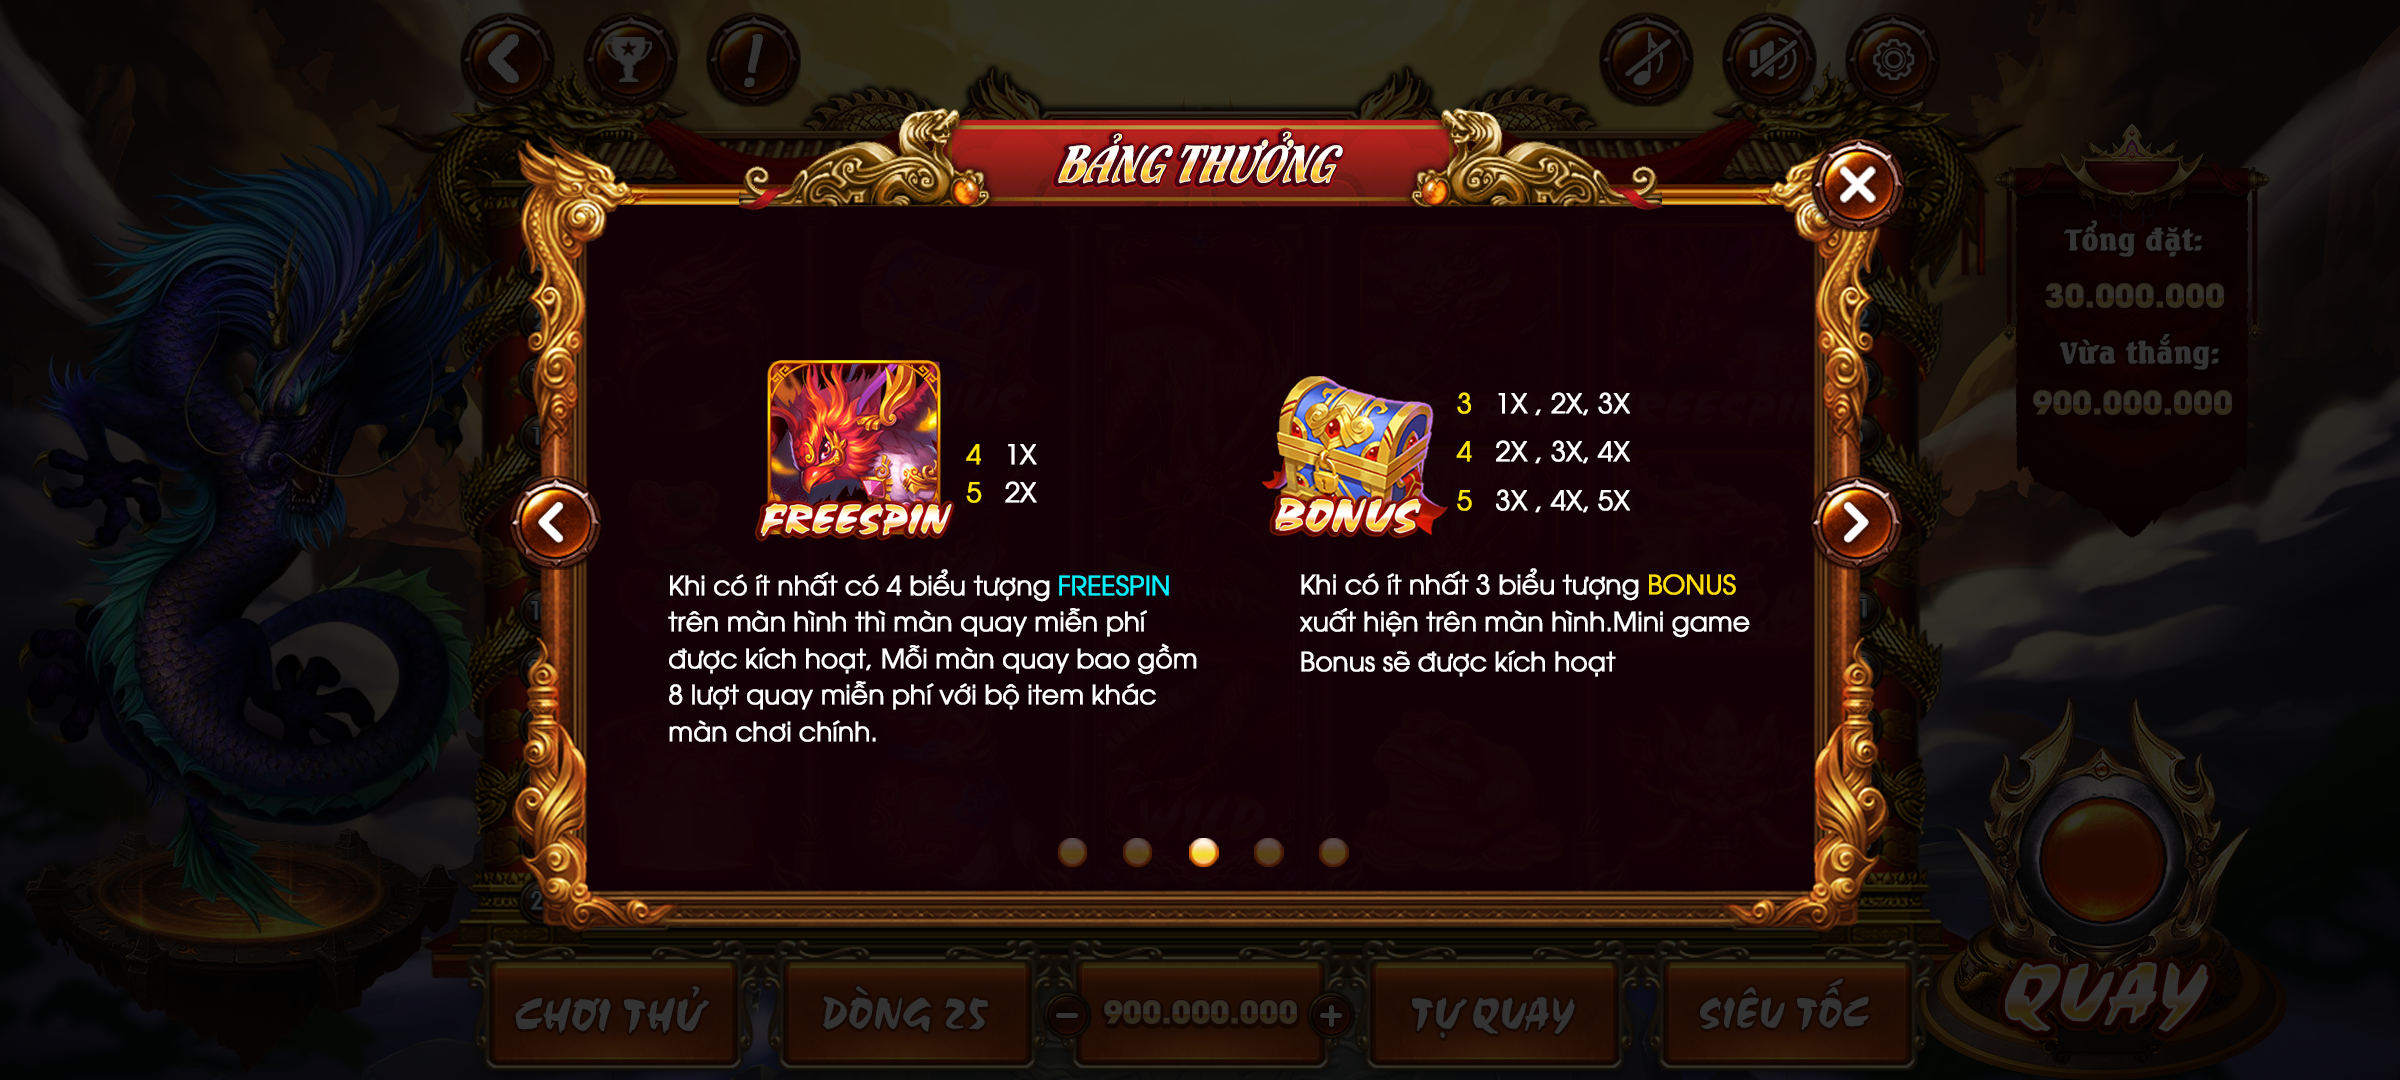 BẢNG THƯỞNG
Tổng đặt:
30.000.000
Vừa thắng:
900.000.000
4 1X
5 2X
FREESPIN
3 1X , 2X, 3X
4 2X , 3X, 4X
5 3X , 4X, 5X
BONUS
Khi có ít nhất có 4 biểu tượng FREESPIN
trên màn hình thì màn quay miễn phí
được kích hoạt, Mỗi màn quay bao gồm
8 lượt quay miễn phí với bộ item khác
màn chơi chính.
Khi có ít nhất 3 biểu tượng BONUS
xuất hiện trên màn hình.Mini game
Bonus sẽ được kích hoạt
WILD
CHƠI THỬ
DÒNG 25
900.000.000
TỰ QUAY
SIÊU TỐC
QUAY